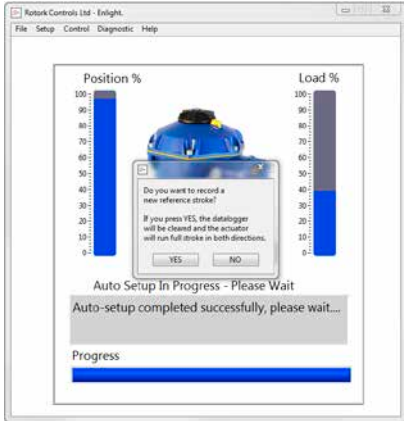 Rotork Controls Ltd - Enlight.
File Setup Control Diagnostic Help
Position % Load %
100 100
90 90
80 80
70 70
60 60
50 50
40 40
30 30
20 20
10 10
0 0
Do you want to record a
new reference stroke?
If you press YES, the datalogger
will be cleared and the actuator
will run full stroke in both directions.
YES NO
Auto Setup In Progress - Please Wait
Auto-setup completed successfully, please wait....
Progress